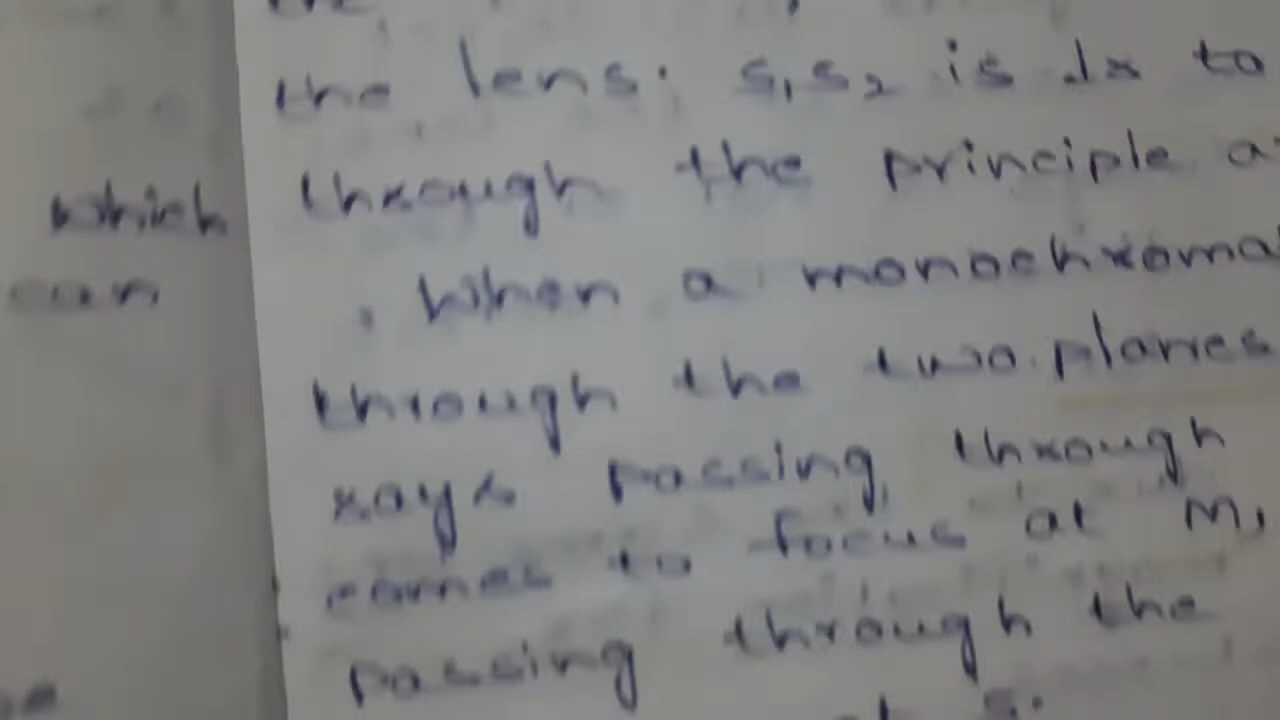 the lens. S1S2 is to
which through the principle
can . When a monochroma
through the two planes
rays passing through
comes to focus at M1
passing through the